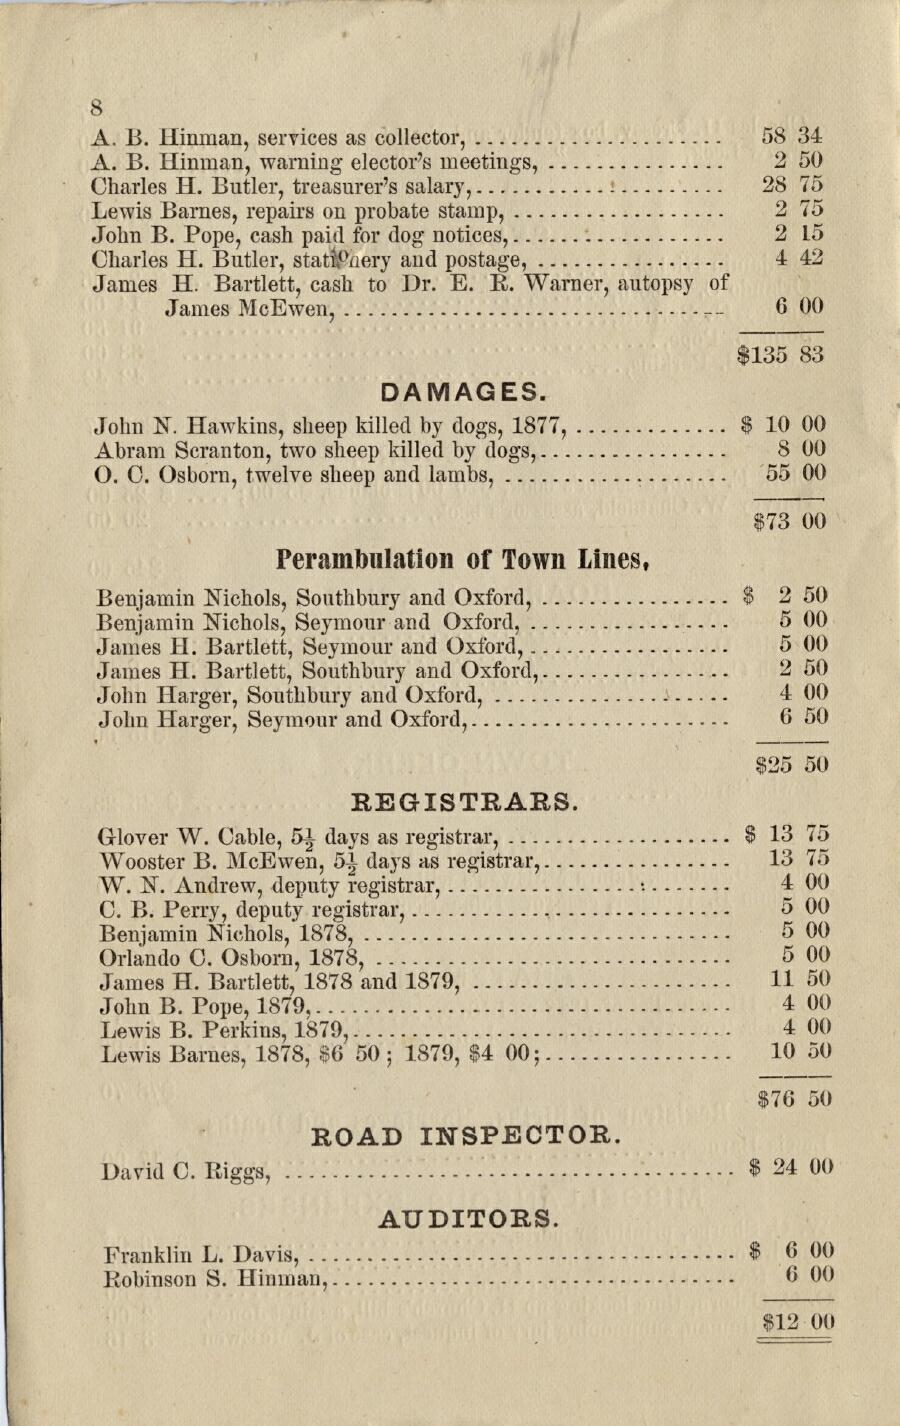 8
A. B. Hinman, services as collector, ..................... 58 34
A. B. Hinman, warning elector's meetings, ............... 2 50
Charles H. Butler, treasurer's salary,..................... 28 75
Lewis Barnes, repairs on probate stamp, .................. 2 75
John B. Pope, cash paid for dog notices,.................. 2 15
Charles H. Butler, stationery and postage, ................ 4 42
James H. Bartlett, cash to Dr. E. R. Warner, autopsy of
James McEwen, ................................ 6 00
$135 83
DAMAGES.
John N. Hawkins, sheep killed by dogs, 1877, ............. $ 10 00
Abram Scranton, two sheep killed by dogs,................ 8 00
O. C. Osborn, twelve sheep and lambs, ................... 55 00
$73 00
Perambulation of Town Lines,
Benjamin Nichols, Southbury and Oxford, ................ $ 2 50
Benjamin Nichols, Seymour and Oxford, ................. 5 00
James H. Bartlett, Seymour and Oxford, ................. 5 00
James H. Bartlett, Southbury and Oxford,................ 2 50
John Harger, Southbury and Oxford, .................... 4 00
John Harger, Seymour and Oxford,...................... 6 50
$25 50
REGISTRARS.
Glover W. Cable, 5½ days as registrar, ................... $ 13 75
Wooster B. McEwen, 5½ days as registrar,................ 13 75
W. N. Andrew, deputy registrar, ........................ 4 00
C. B. Perry, deputy registrar,........................... 5 00
Benjamin Nichols, 1878, ............................... 5 00
Orlando C. Osborn, 1878, .............................. 5 00
James H. Bartlett, 1878 and 1879, ...................... 11 50
John B. Pope, 1879,................................... 4 00
Lewis B. Perkins, 1879,................................ 4 00
Lewis Barnes, 1878, $6 50 ; 1879, $4 00;................ 10 50
$76 50
ROAD INSPECTOR.
David C. Riggs, ...................................... $ 24 00
AUDITORS.
Franklin L. Davis, .................................... $ 6 00
Robinson S. Hinman,.................................. 6 00
$12 00